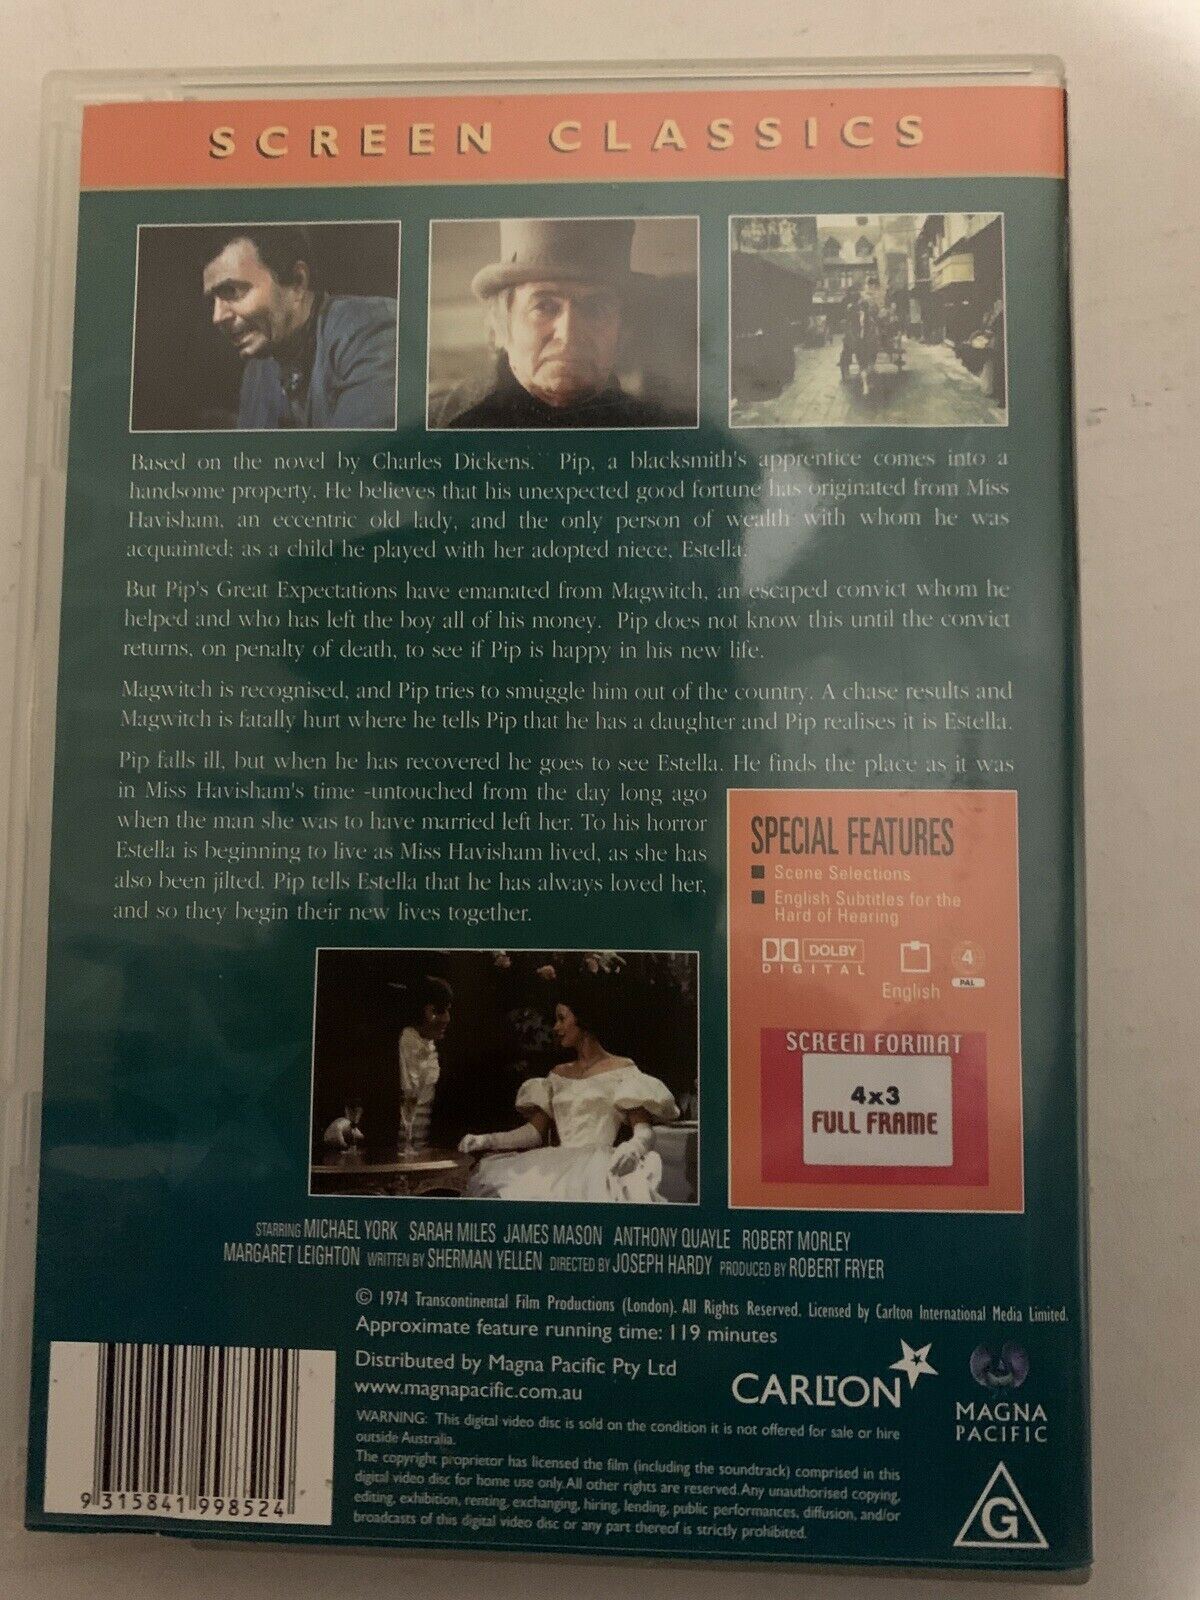 SCREEN CLASSICS
Based on the novel by Charles Dickens. Pip, a blacksmith's apprentice comes into a
handsome property. He believes that his unexpected good fortune has originated from Miss
Havisham, an eccentric old lady, and the only person of wealth with whom he was
acquainted; as a child he played with her adopted niece, Estella.
But Pip's Great Expectations have emanated from Magwitch, an escaped convict whom he
helped and who has left the boy all of his money. Pip does not know this until the convict
returns, on penalty of death, to see if Pip is happy in his new life.
Magwitch is recognised, and Pip tries to smuggle him out of the country. A chase results and
Magwitch is fatally hurt where he tells Pip that he has a daughter and Pip realises it is Estella.
Pip falls ill, but when he has recovered he goes to see Estella. He finds the place as it was
in Miss Havisham's time -untouched from the day long ago
when the man she was to have married left her. To his horror
Estella is beginning to live as Miss Havisham lived, as she has
also been jilted. Pip tells Estella that he has always loved her,
and so they begin their new lives together.
SPECIAL FEATURES
Scene Selections
English Subtitles for the
Hard of Hearing
DOLBY
DIGITAL
English
4
PAL
SCREEN FORMAT
4x3
FULL FRAME
STARRING MICHAEL YORK SARAH MILES JAMES MASON ANTHONY QUAYLE ROBERT MORLEY
MARGARET LEIGHTON WRITTEN BY SHERMAN YELLEN DIRECTED BY JOSEPH HARDY PRODUCED BY ROBERT FRYER
© 1974 Transcontinental Film Productions (London). All Rights Reserved. Licensed by Carlton International Media Limited.
Approximate feature running time: 119 minutes
Distributed by Magna Pacific Pty Ltd
www.magnapacific.com.au
CARLTON
MAGNA
PACIFIC
WARNING: This digital video disc is sold on the condition it is not offered for sale or hire
outside Australia.
The copyright proprietor has licensed the film (including the soundtrack) comprised in this
digital video disc for home use only. All other rights are reserved. Any unauthorised copying,
editing, exhibition, renting, exchanging, hiring, lending, public performances, diffusion, and/or
broadcasts of this digital video disc or any part thereof is strictly prohibited.
9 315841 998524
G